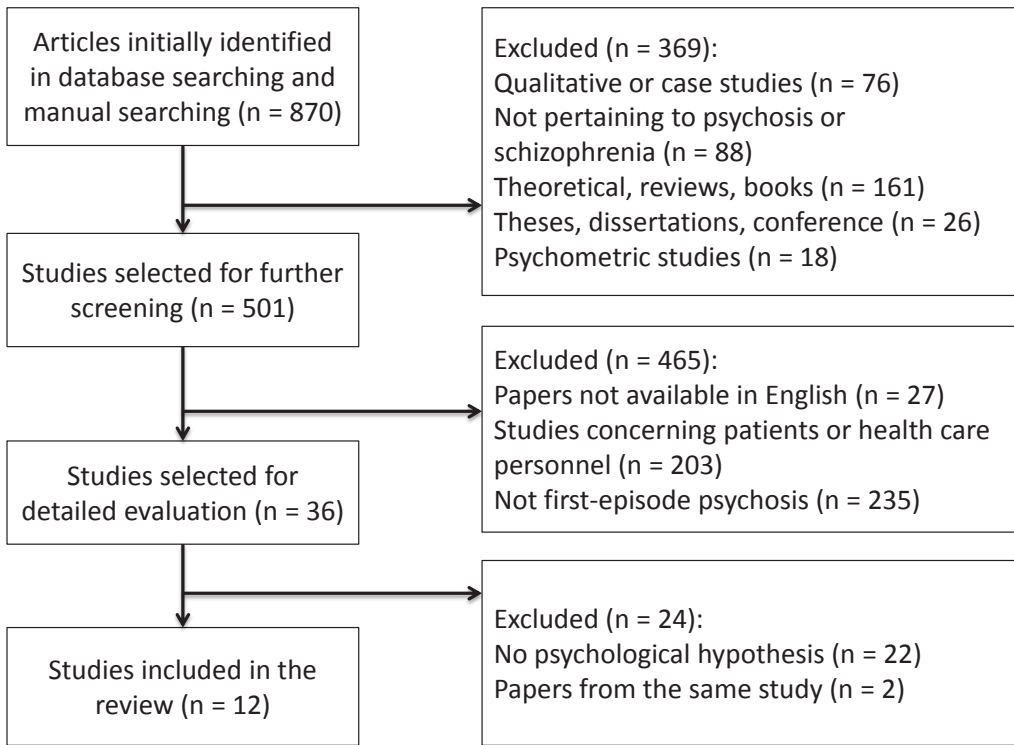 Articles initially identified
in database searching and
manual searching (n = 870)
Excluded (n = 369):
Qualitative or case studies (n = 76)
Not pertaining to psychosis or
schizophrenia (n = 88)
Theoretical, reviews, books (n = 161)
Theses, dissertations, conference (n = 26)
Psychometric studies (n = 18)
Studies selected for further
screening (n = 501)
Excluded (n = 465):
Papers not available in English (n = 27)
Studies concerning patients or health care
personnel (n = 203)
Not first-episode psychosis (n = 235)
Studies selected for
detailed evaluation (n = 36)
Excluded (n = 24):
No psychological hypothesis (n = 22)
Papers from the same study (n = 2)
Studies included in the
review (n = 12)